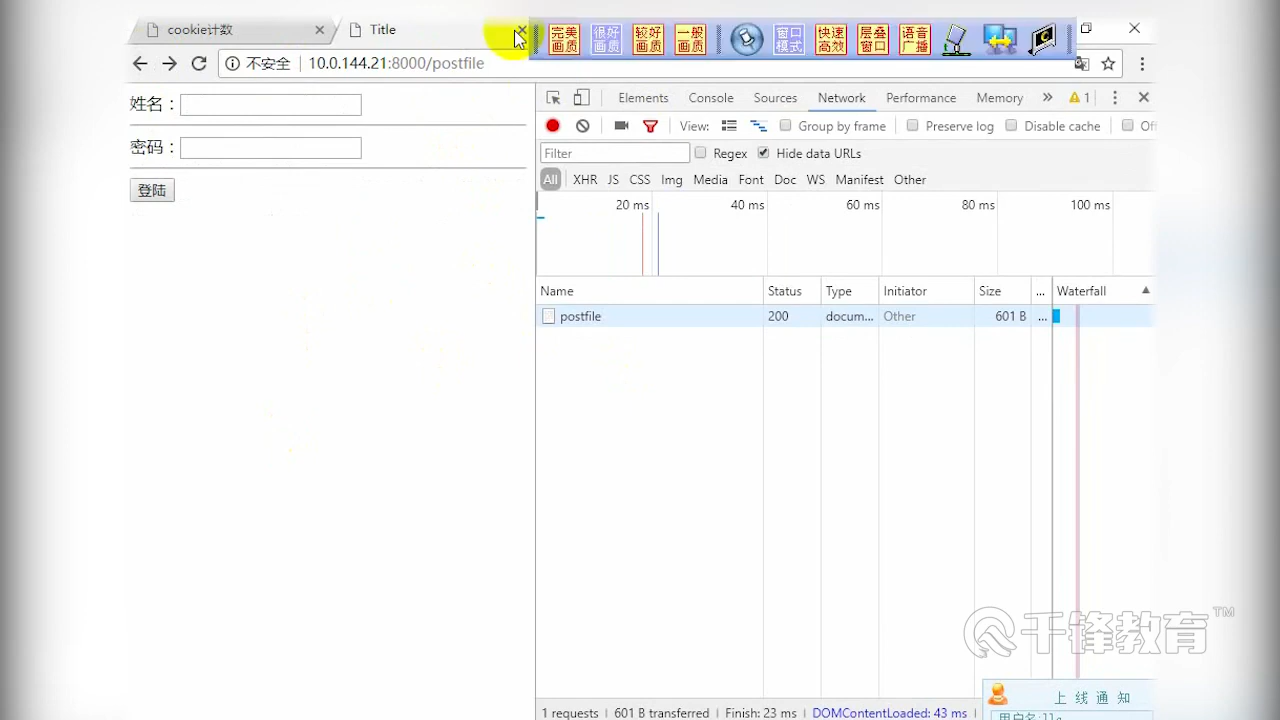 cookie计数
Title
完美画质
很好画质
较好画质
一般画质
窗口模式
快速高效
层叠窗口
语音广播
不安全
10.0.144.21:8000/postfile
姓名：
密码：
登陆
Elements Console Sources Network Performance Memory » 1
View: Group by frame Preserve log Disable cache Off
Filter Regex Hide data URLs
All XHR JS CSS Img Media Font Doc WS Manifest Other
20 ms 40 ms 60 ms 80 ms 100 ms
Name Status Type Initiator Size ... Waterfall
postfile 200 docum... Other 601 B ...
千锋教育™
上线通知
用户名:
1 requests | 601 B transferred | Finish: 23 ms | DOMContentLoaded: 43 ms |